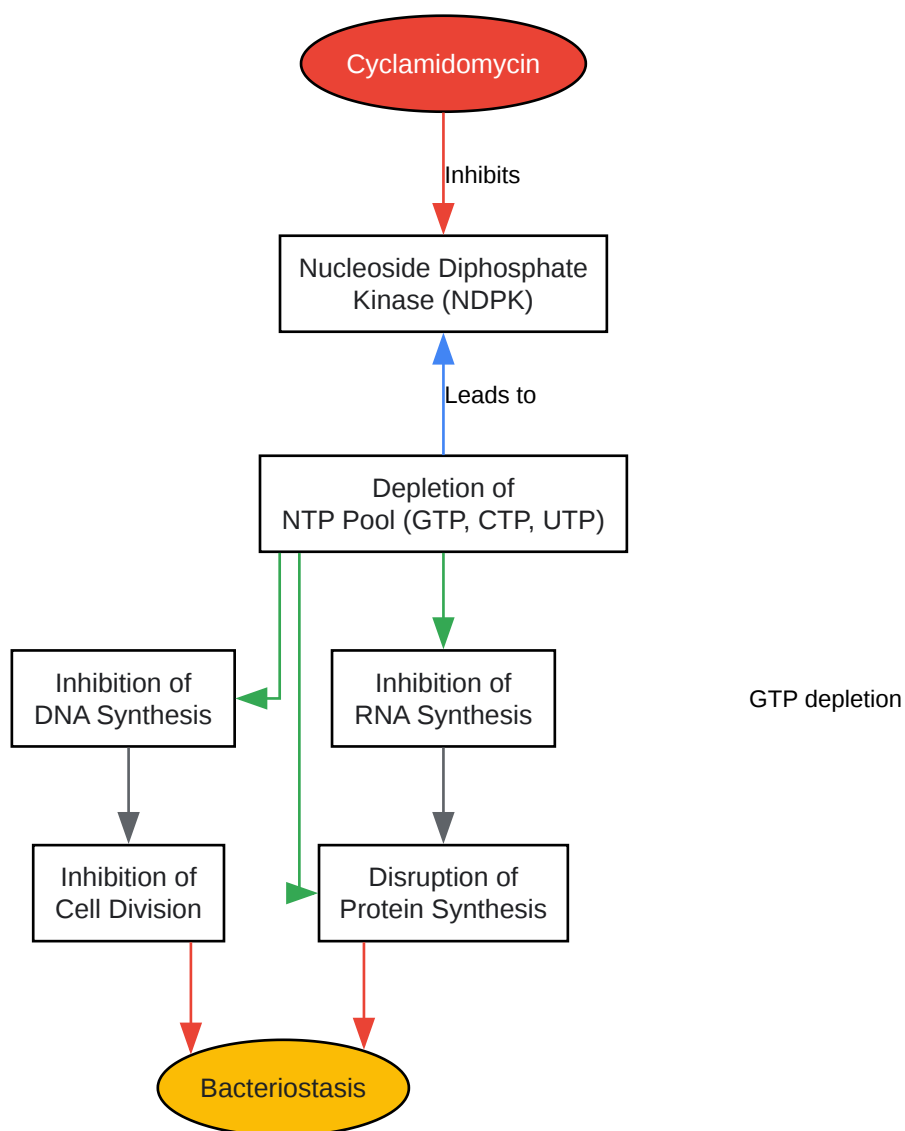 Cyclamidomycin
Inhibits
Nucleoside Diphosphate
Kinase (NDPK)
Leads to
Depletion of
NTP Pool (GTP, CTP, UTP)
Inhibition of
DNA Synthesis
Inhibition of
RNA Synthesis
GTP depletion
Inhibition of
Cell Division
Disruption of
Protein Synthesis
Bacteriostasis